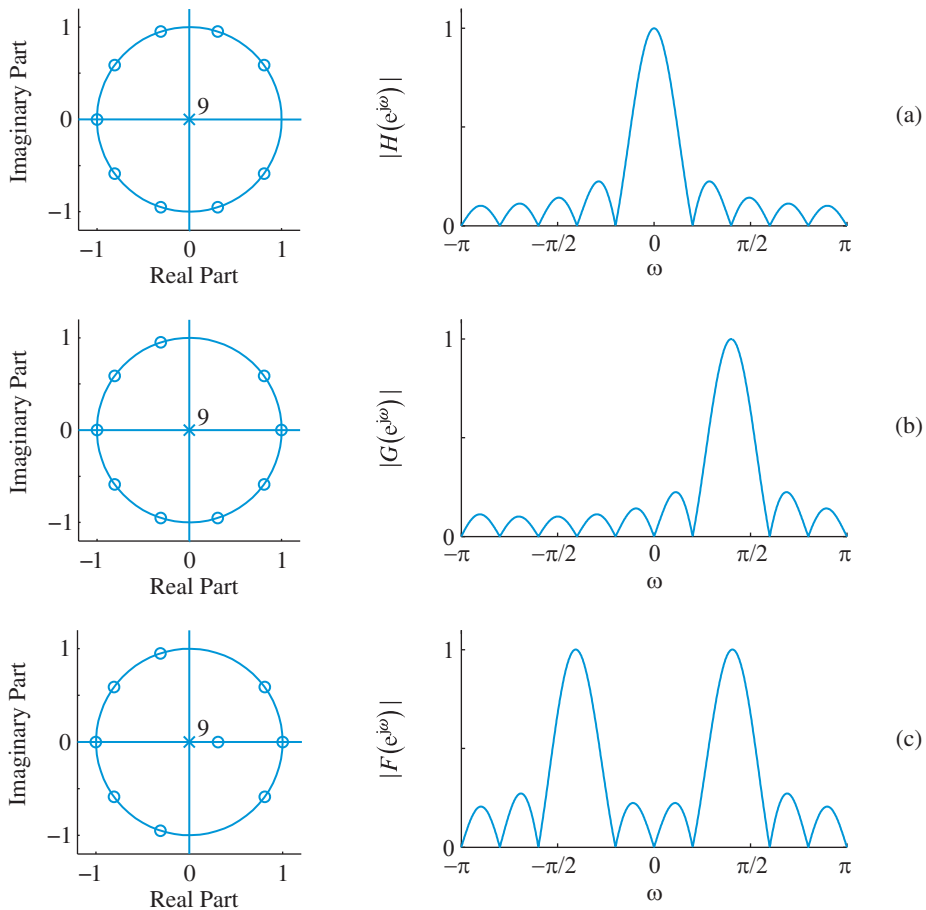 1
0
−1
Imaginary Part
9
−1
0
1
Real Part
1
0
|H(e^{jω})|
−π
−π/2
0
π/2
π
ω
(a)
1
0
−1
Imaginary Part
9
−1
0
1
Real Part
1
0
|G(e^{jω})|
−π
−π/2
0
π/2
π
ω
(b)
1
0
−1
Imaginary Part
9
−1
0
1
Real Part
1
0
|F(e^{jω})|
−π
−π/2
0
π/2
π
ω
(c)